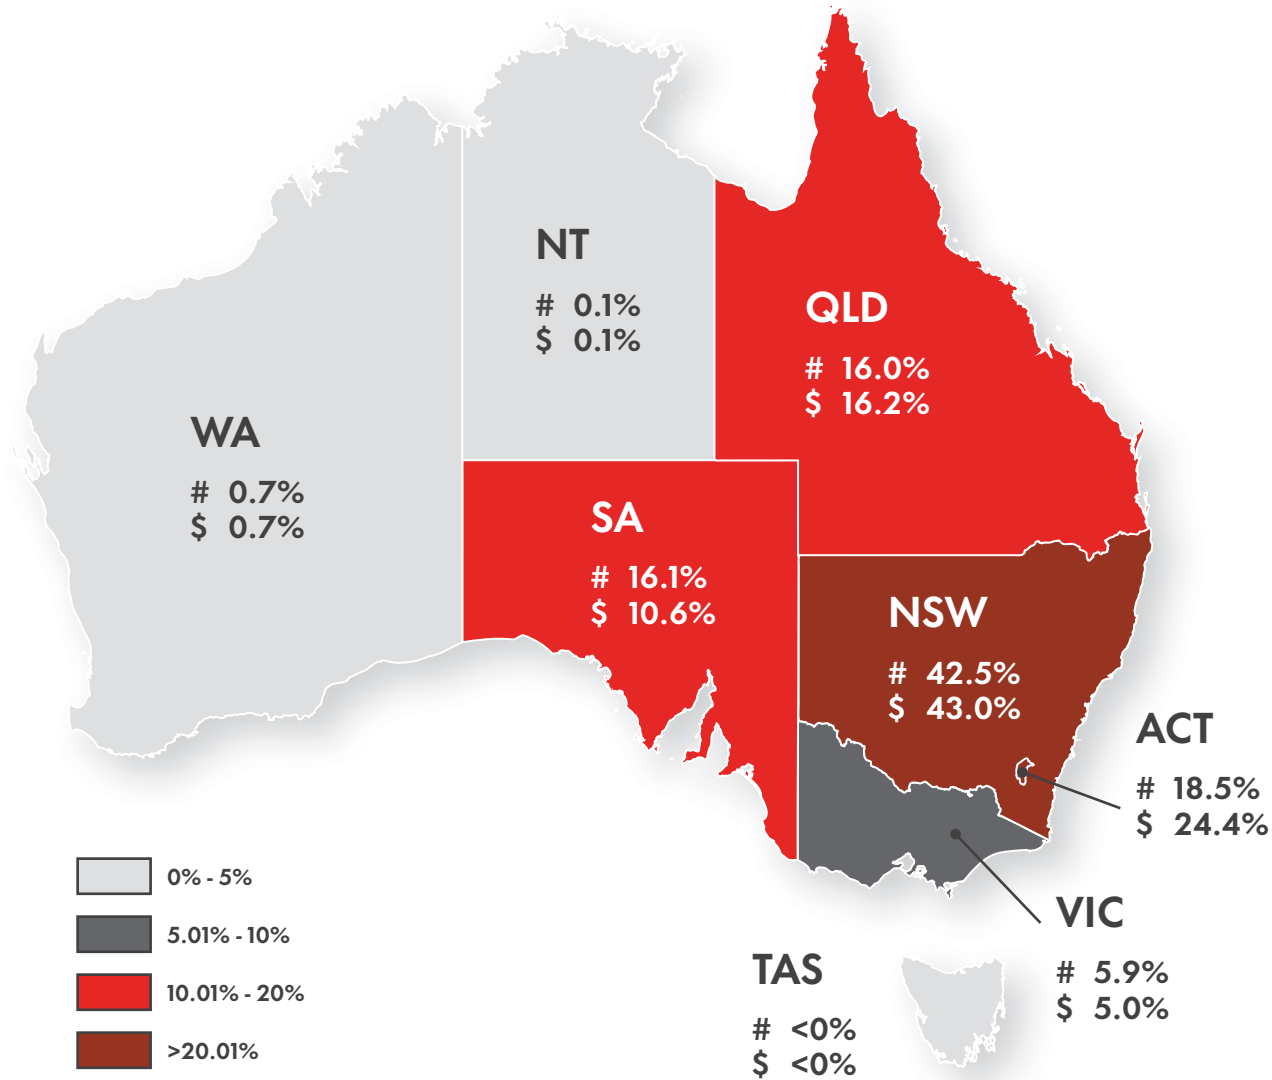 NT
# 0.1%
$ 0.1%
QLD
# 16.0%
$ 16.2%
WA
# 0.7%
$ 0.7%
SA
# 16.1%
$ 10.6%
NSW
# 42.5%
$ 43.0%
ACT
# 18.5%
$ 24.4%
VIC
# 5.9%
$ 5.0%
TAS
# <0%
$ <0%
0% - 5%
5.01% - 10%
10.01% - 20%
>20.01%